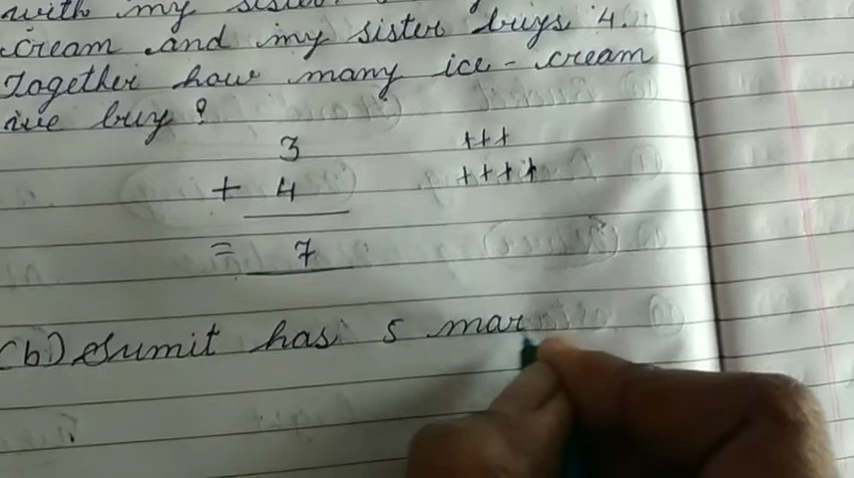 with my sister
cream and my sister buys 4.
Together how many ice-cream
we buy?
3 +++
+ 4 ++++
= 7
(b) Sumit has 5 mar